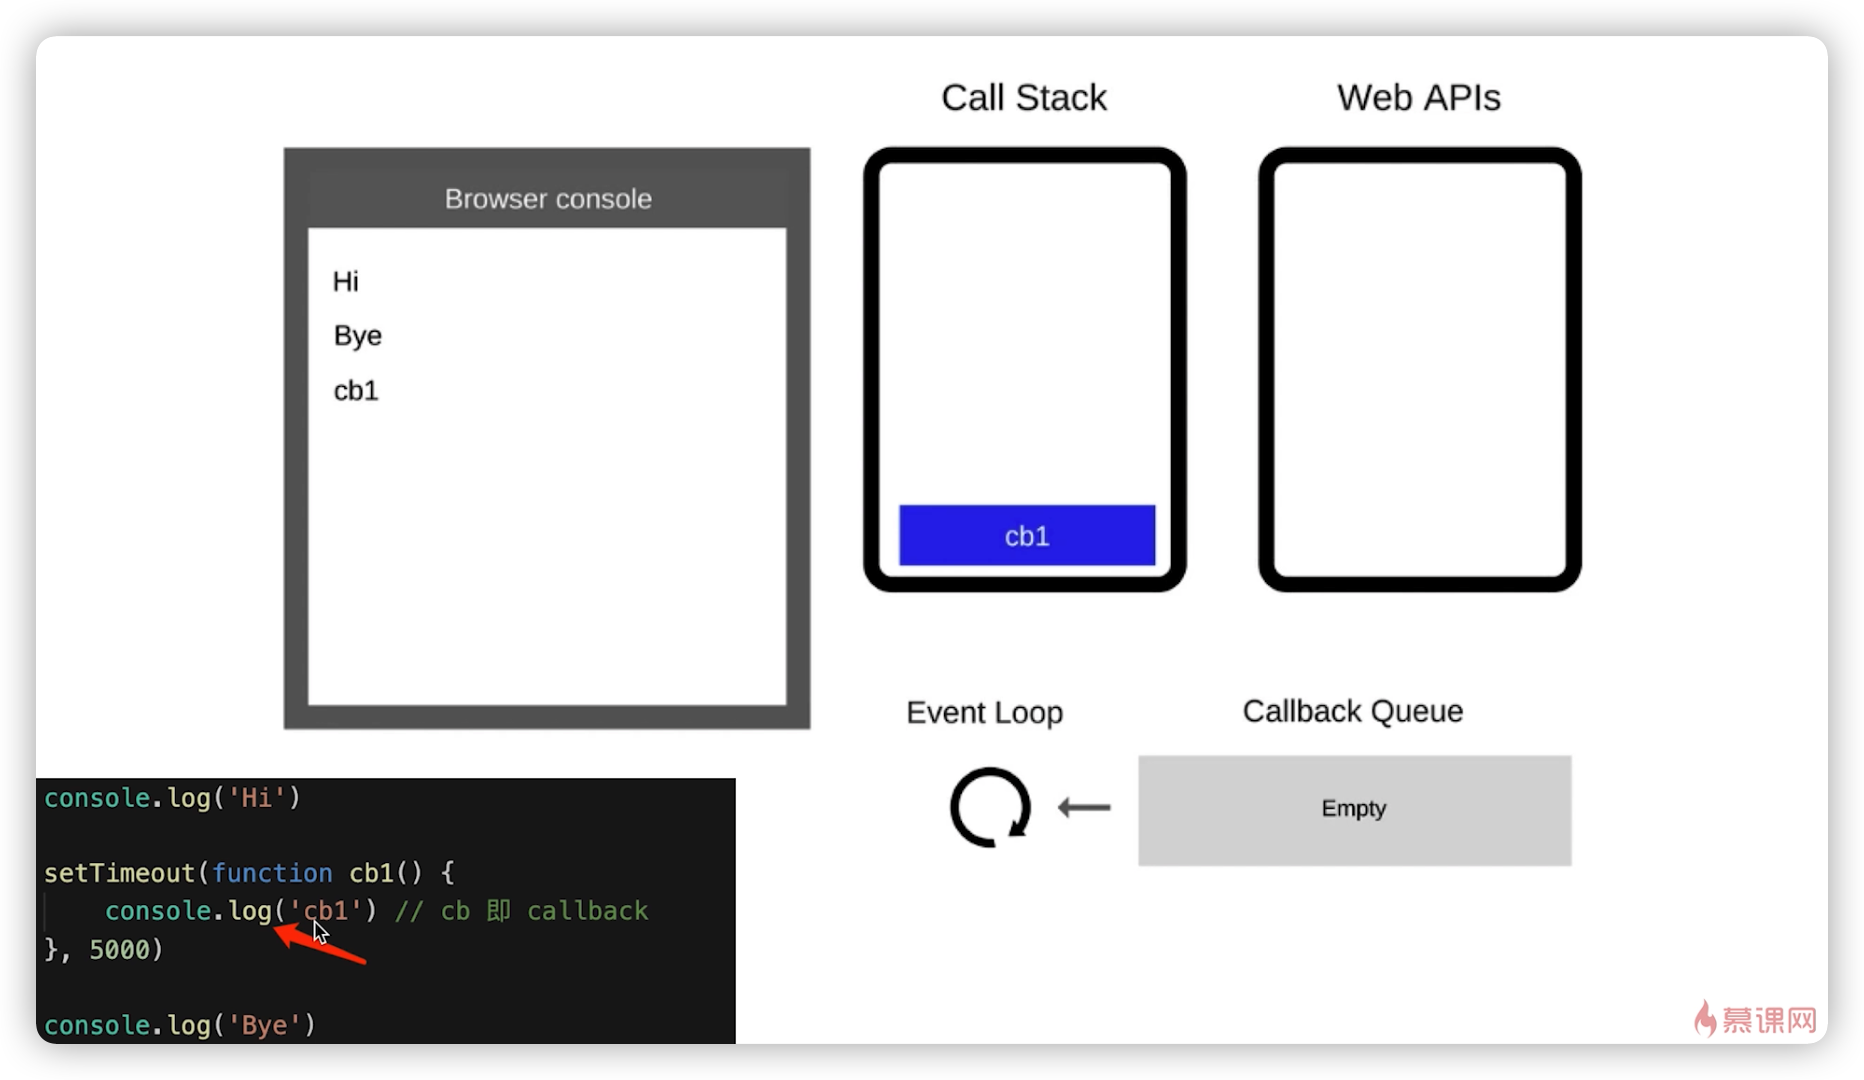 Call Stack
Web APIs
Browser console
Hi
Bye
cb1
cb1
Event Loop
Callback Queue
Empty
console.log('Hi')
setTimeout(function cb1() {
    console.log('cb1') // cb 即 callback
}, 5000)
console.log('Bye')
慕课网